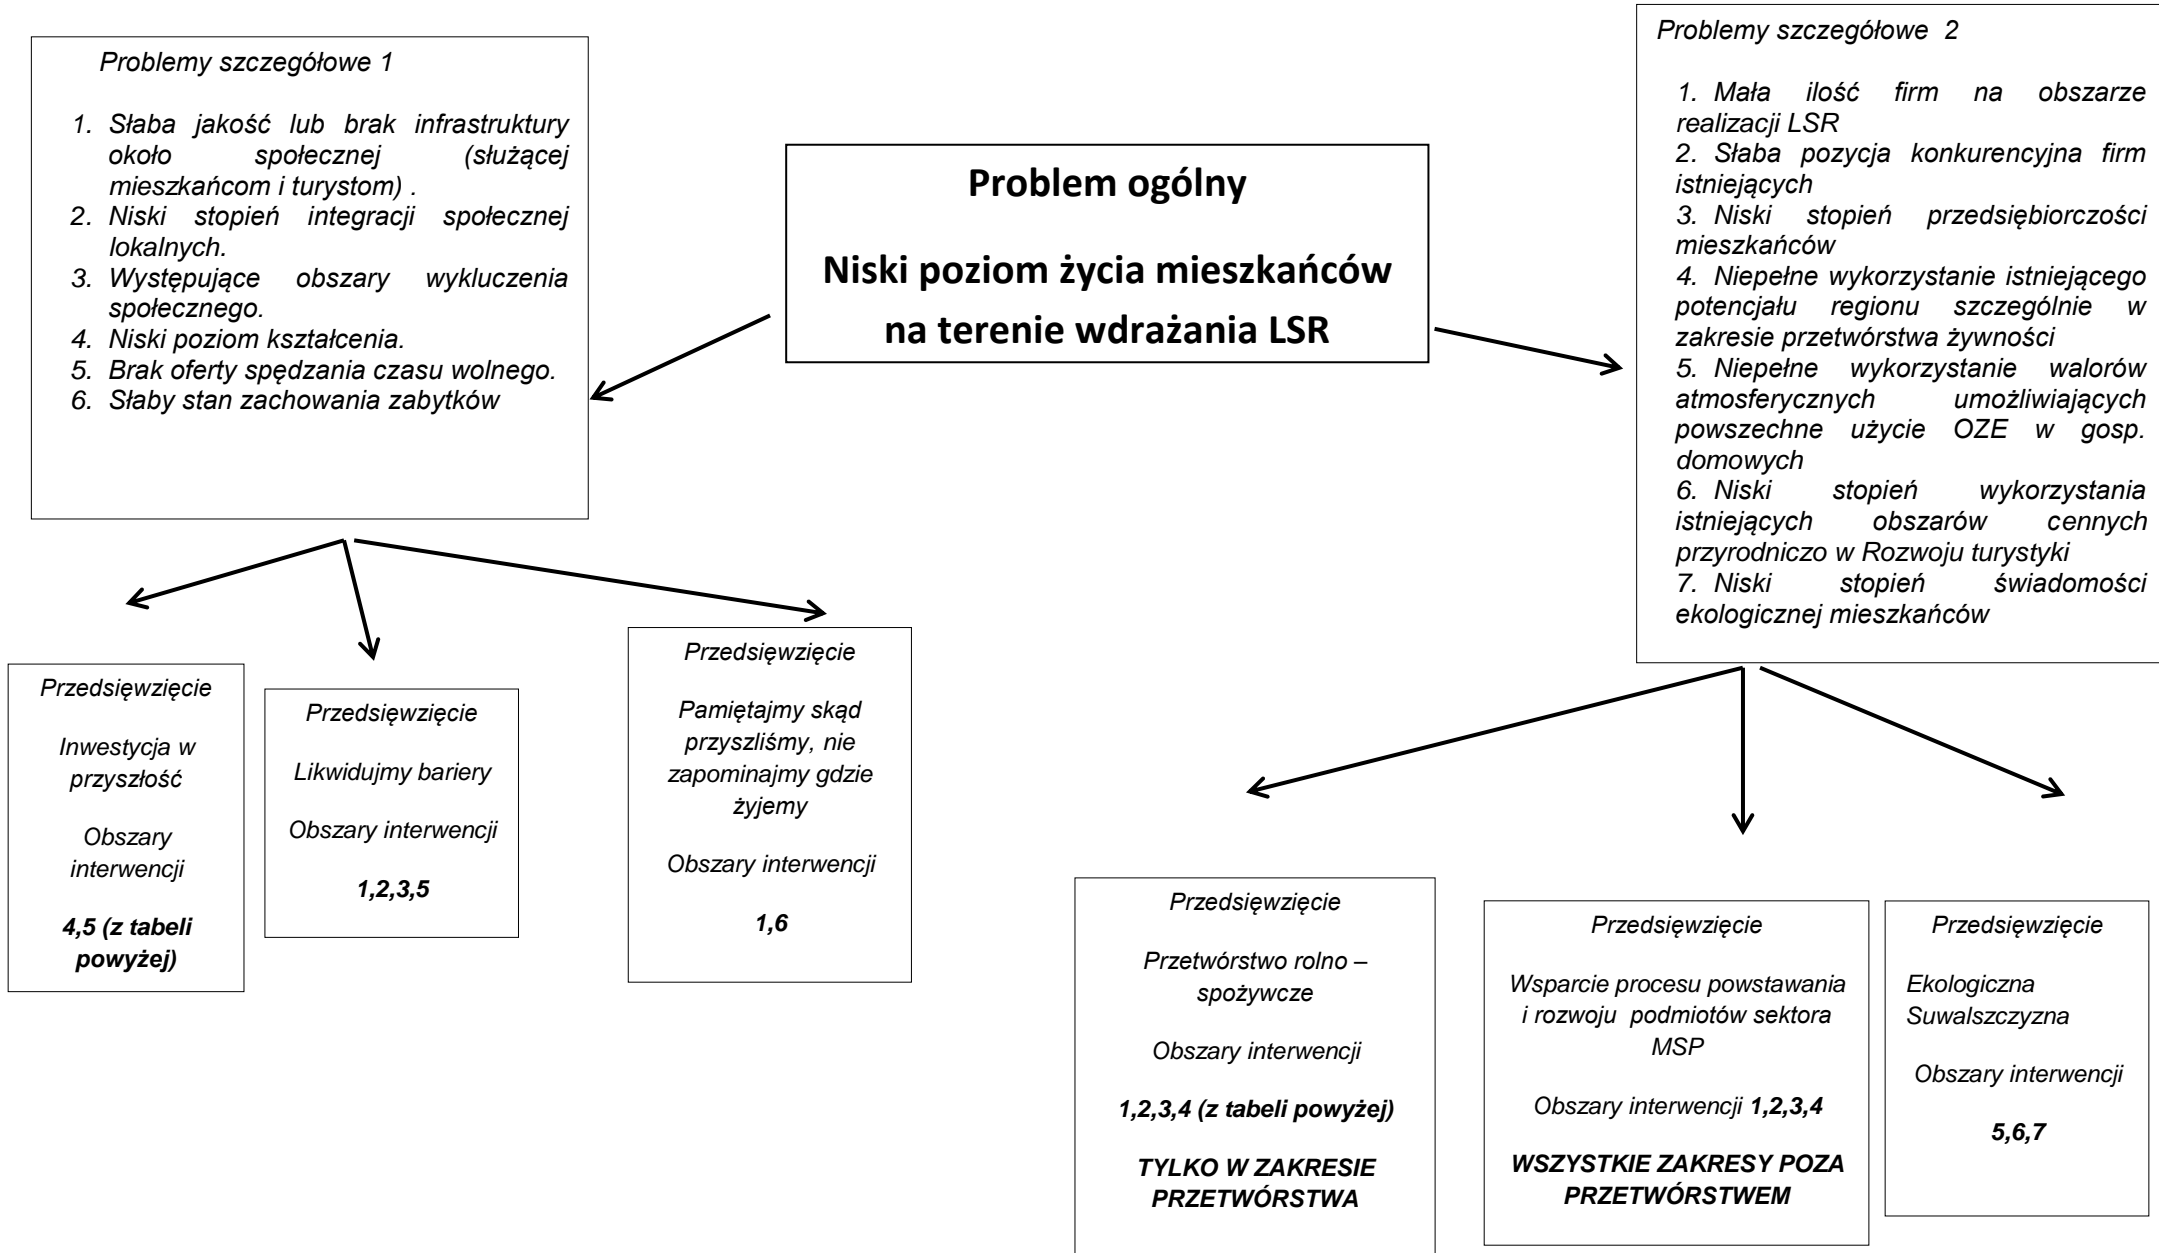 Problemy szczegółowe 1
1. Słaba jakość lub brak infrastruktury
około społecznej (służącej
mieszkańcom i turystom) .
2. Niski stopień integracji społecznej
lokalnych.
3. Występujące obszary wykluczenia
społecznego.
4. Niski poziom kształcenia.
5. Brak oferty spędzania czasu wolnego.
6. Słaby stan zachowania zabytków
Problem ogólny
Niski poziom życia mieszkańców
na terenie wdrażania LSR
Problemy szczegółowe 2
1. Mała ilość firm na obszarze
realizacji LSR
2. Słaba pozycja konkurencyjna firm
istniejących
3. Niski stopień przedsiębiorczości
mieszkańców
4. Niepełne wykorzystanie istniejącego
potencjału regionu szczególnie w
zakresie przetwórstwa żywności
5. Niepełne wykorzystanie walorów
atmosferycznych umożliwiających
powszechne użycie OZE w gosp.
domowych
6. Niski stopień wykorzystania
istniejących obszarów cennych
przyrodniczo w Rozwoju turystyki
7. Niski stopień świadomości
ekologicznej mieszkańców
Przedsięwzięcie
Inwestycja w
przyszłość
Obszary
interwencji
4,5 (z tabeli
powyżej)
Przedsięwzięcie
Likwidujmy bariery
Obszary interwencji
1,2,3,5
Przedsięwzięcie
Pamiętajmy skąd
przyszliśmy, nie
zapominajmy gdzie
żyjemy
Obszary interwencji
1,6
Przedsięwzięcie
Przetwórstwo rolno –
spożywcze
Obszary interwencji
1,2,3,4 (z tabeli powyżej)
TYLKO W ZAKRESIE
PRZETWÓRSTWA
Przedsięwzięcie
Wsparcie procesu powstawania
i rozwoju podmiotów sektora
MSP
Obszary interwencji 1,2,3,4
WSZYSTKIE ZAKRESY POZA
PRZETWÓRSTWEM
Przedsięwzięcie
Ekologiczna
Suwalszczyzna
Obszary interwencji
5,6,7